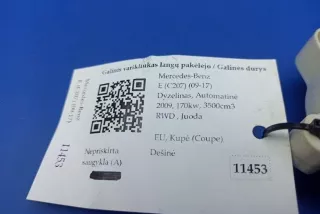 Galinis varikliukas langų pakėlėjo / Galinės durys
Mercedes-Benz
E (C207) (09-17)
Dyzelinas, Automatinė
2009, 170kw, 3500cm3
RWD, Juoda
EU, Kupė (Coupe)
Nepriskirta
saugykla (A)
Dešinė
11453
11453